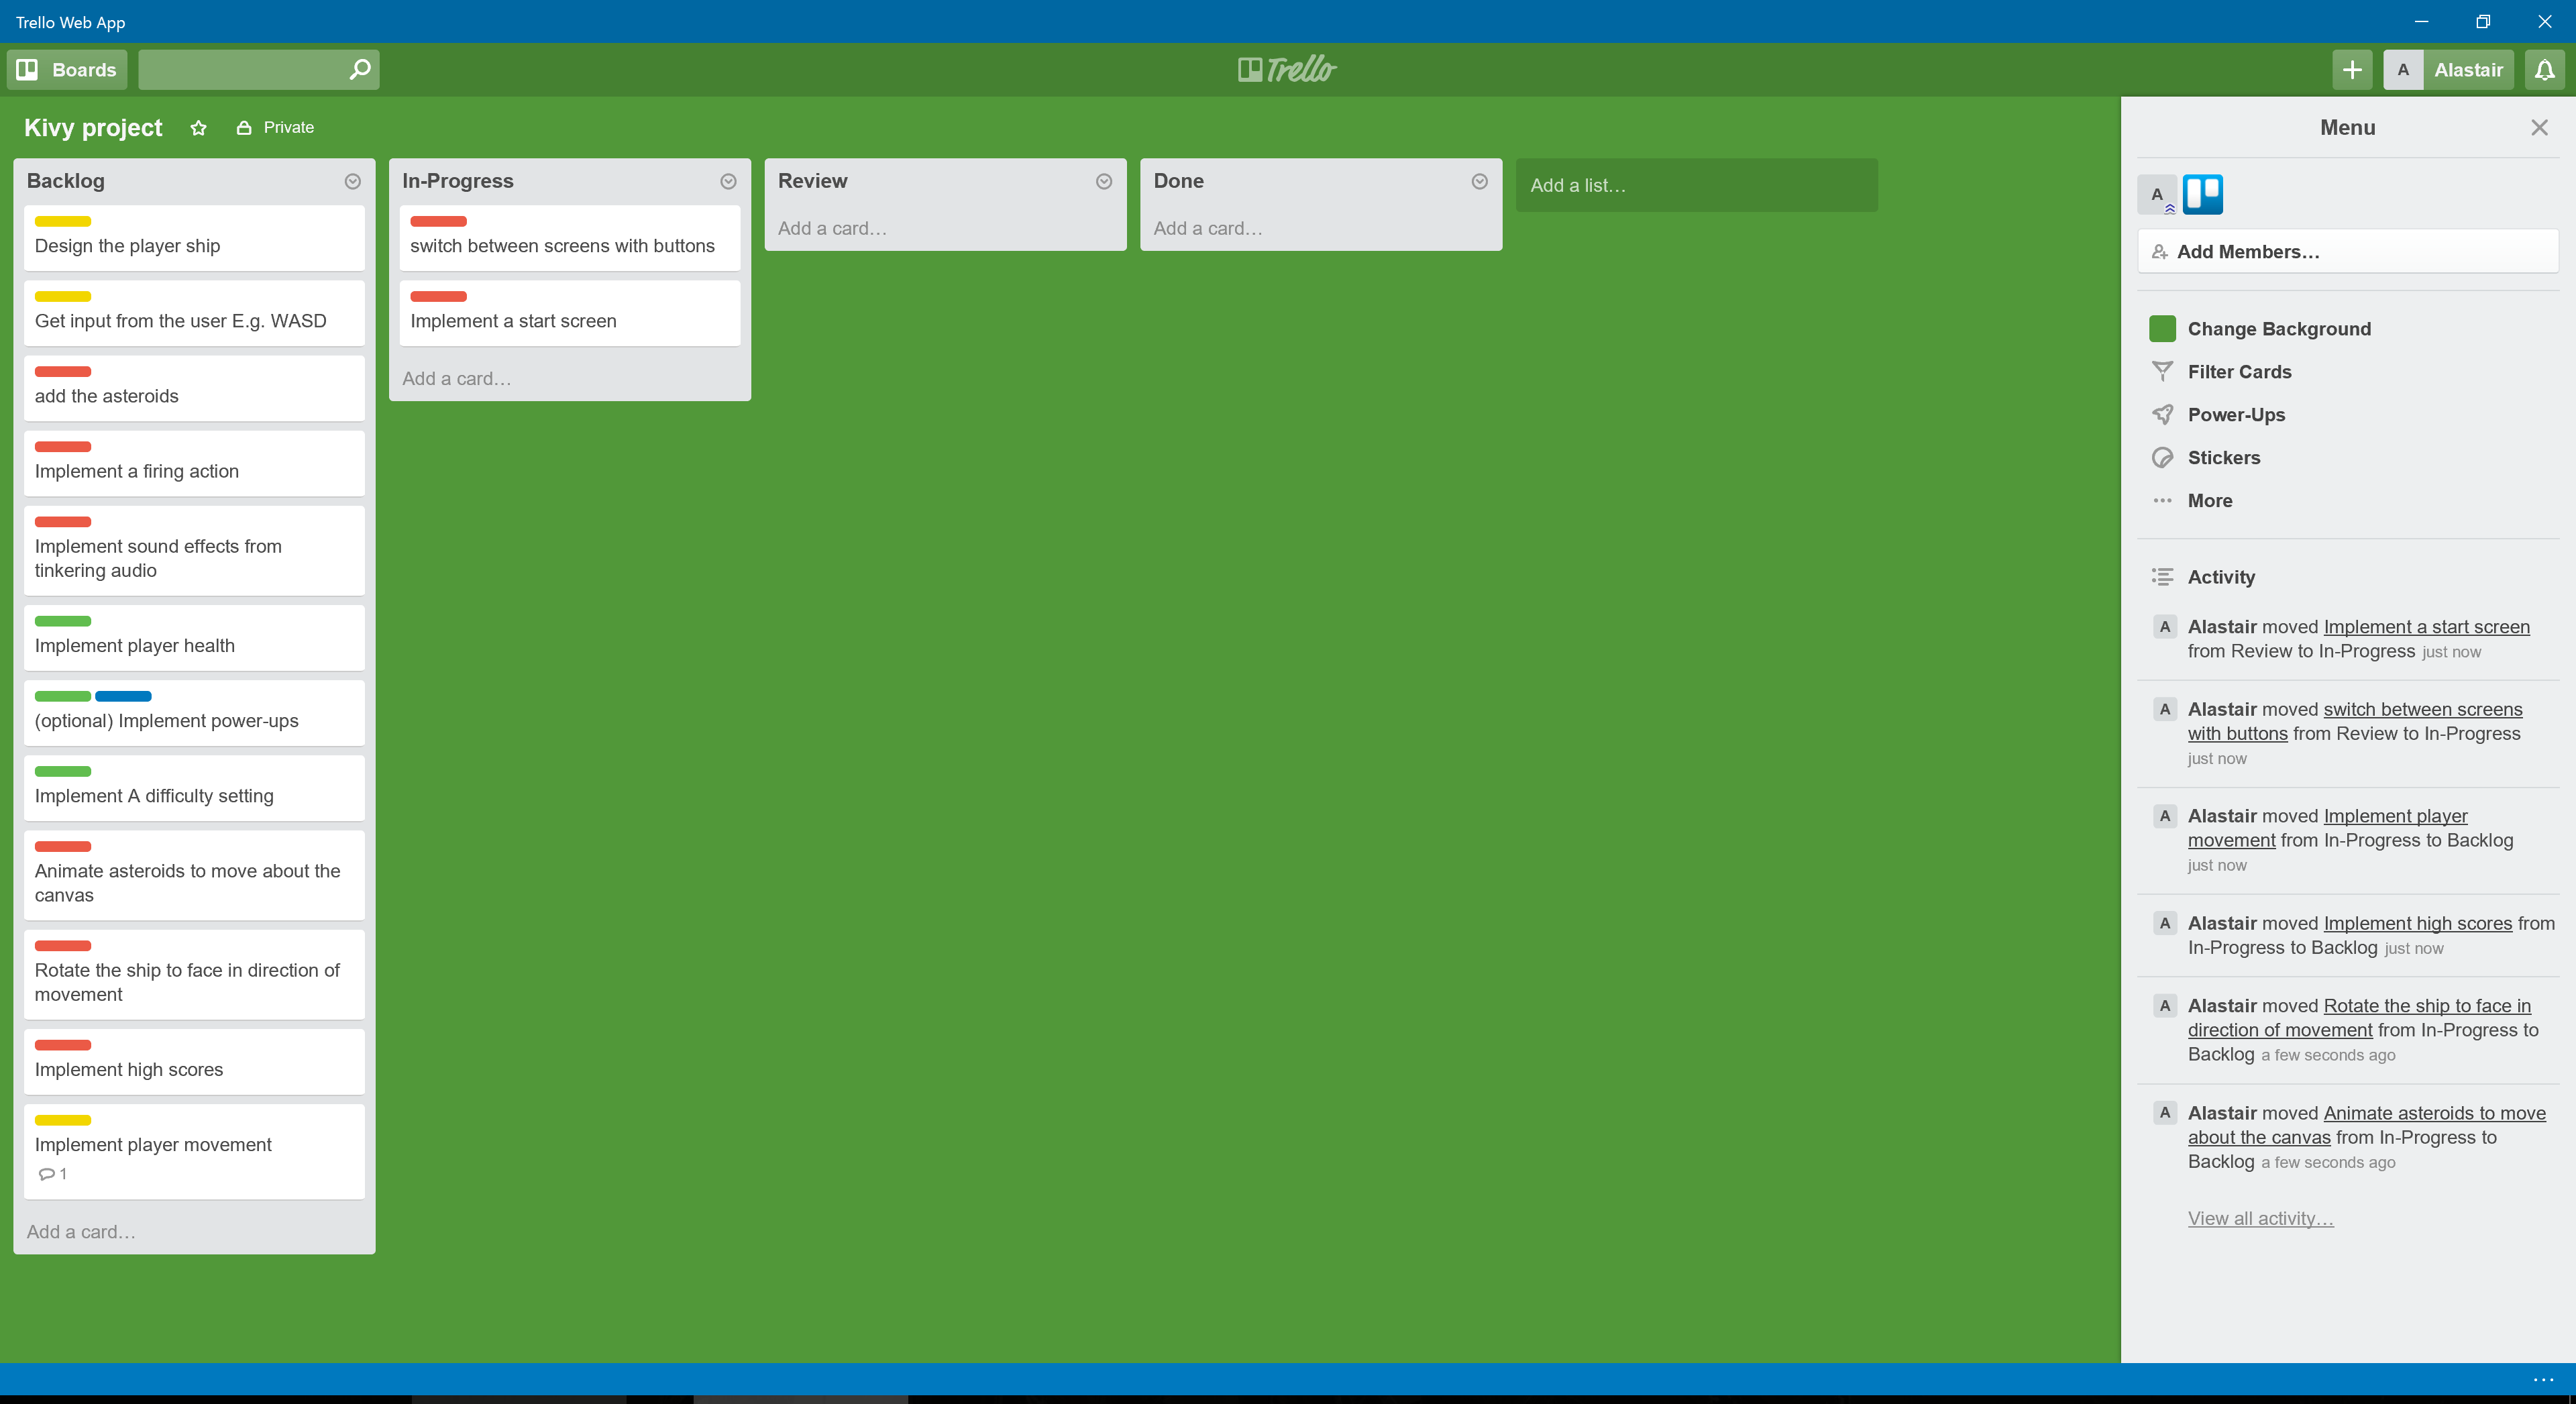 Trello Web App
Boards
Trello
A Alastair
Kivy project
Private
Backlog
Design the player ship
Get input from the user E.g. WASD
add the asteroids
Implement a firing action
Implement sound effects from
tinkering audio
Implement player health
(optional) Implement power-ups
Implement A difficulty setting
Animate asteroids to move about the
canvas
Rotate the ship to face in direction of
movement
Implement high scores
Implement player movement
1
Add a card…
In-Progress
switch between screens with buttons
Implement a start screen
Add a card…
Review
Add a card…
Done
Add a card…
Add a list…
Menu
A
Add Members…
Change Background
Filter Cards
Power-Ups
Stickers
More
Activity
A Alastair moved Implement a start screen
from Review to In-Progress just now
A Alastair moved switch between screens
with buttons from Review to In-Progress
just now
A Alastair moved Implement player
movement from In-Progress to Backlog
just now
A Alastair moved Implement high scores from
In-Progress to Backlog just now
A Alastair moved Rotate the ship to face in
direction of movement from In-Progress to
Backlog a few seconds ago
A Alastair moved Animate asteroids to move
about the canvas from In-Progress to
Backlog a few seconds ago
View all activity…